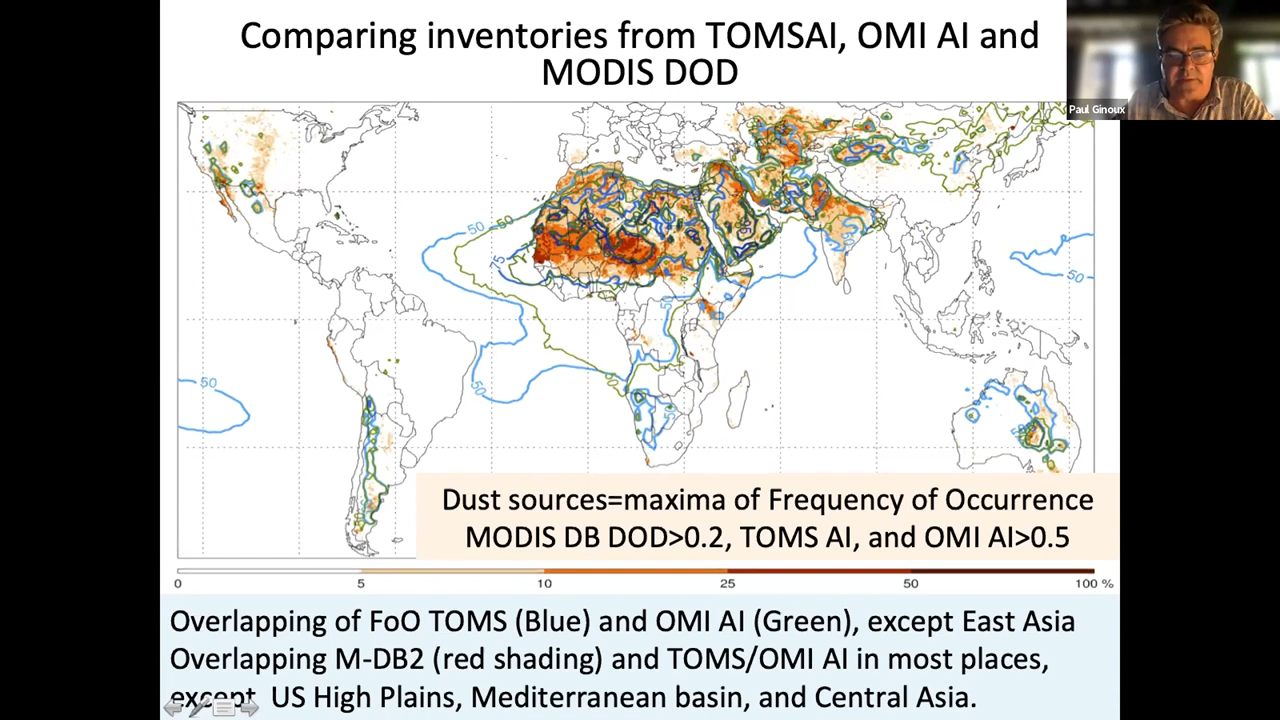 Comparing inventories from TOMSAI, OMI AI and
MODIS DOD
Paul Ginoux
50
50
75
50
50
50
50
50
Dust sources=maxima of Frequency of Occurrence
MODIS DB DOD>0.2, TOMS AI, and OMI AI>0.5
0 5 10 25 50 100 %
Overlapping of FoO TOMS (Blue) and OMI AI (Green), except East Asia
Overlapping M-DB2 (red shading) and TOMS/OMI AI in most places,
except US High Plains, Mediterranean basin, and Central Asia.